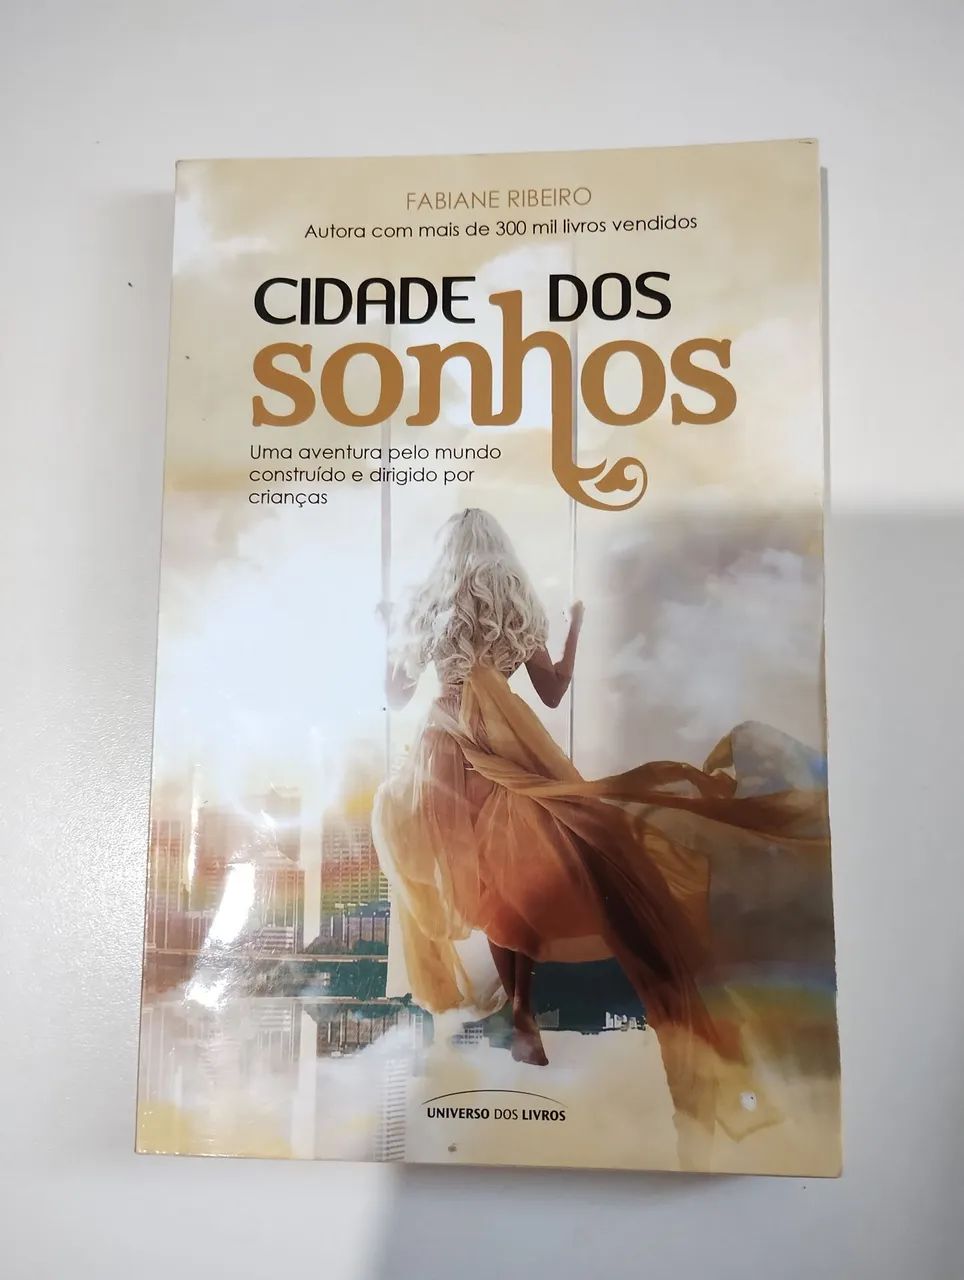 FABIANE RIBEIRO
Autora com mais de 300 mil livros vendidos
CIDADE DOS
sonhos
Uma aventura pelo mundo
construído e dirigido por
crianças
UNIVERSO DOS LIVROS